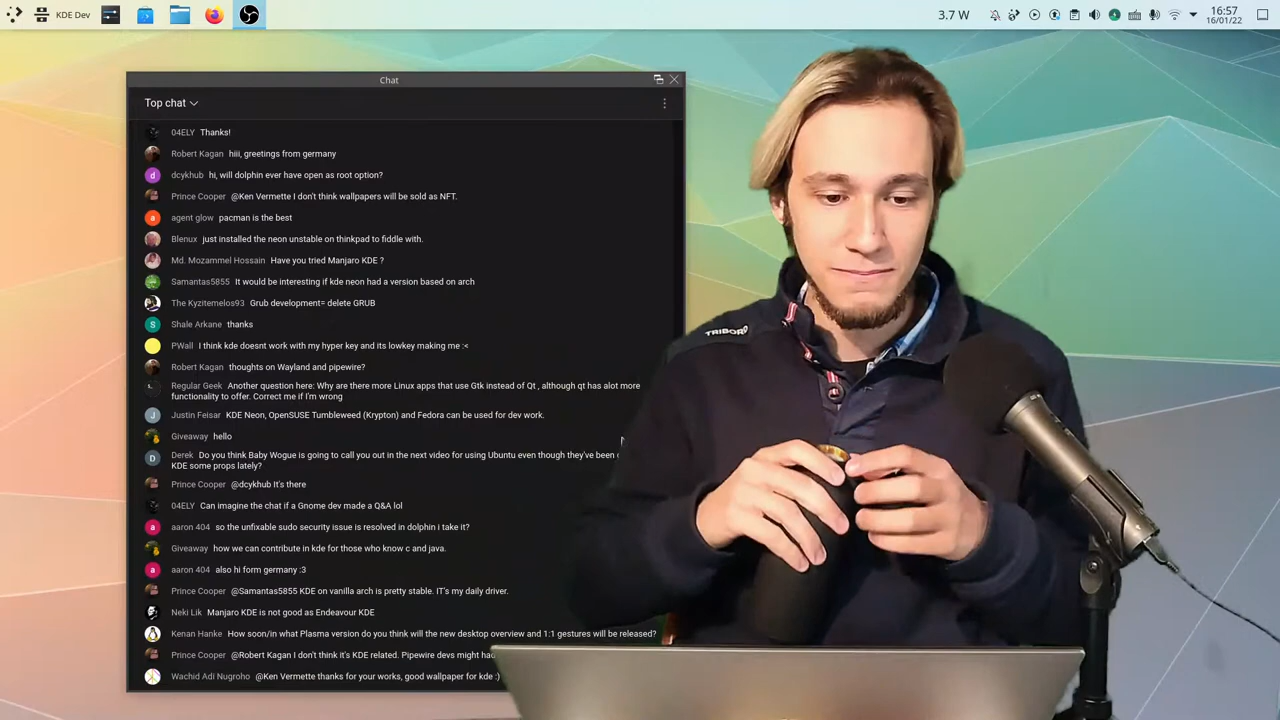 KDE Dev
3.7 W
16:57
16/01/22
Chat
Top chat
04ELY Thanks!
Robert Kagan hiii, greetings from germany
d dcykhub hi, will dolphin ever have open as root option?
Prince Cooper @Ken Vermette I don't think wallpapers will be sold as NFT.
a agent glow pacman is the best
Blenux just installed the neon unstable on thinkpad to fiddle with.
Md. Mozammel Hossain Have you tried Manjaro KDE ?
Samantas5855 It would be interesting if kde neon had a version based on arch
The Kyzitemelos93 Grub development= delete GRUB
S Shale Arkane thanks
PWall I think kde doesnt work with my hyper key and its lowkey making me :<
Robert Kagan thoughts on Wayland and pipewire?
Regular Geek Another question here: Why are there more Linux apps that use Gtk instead of Qt , although qt has alot more
functionality to offer. Correct me if I'm wrong
J Justin Feisar KDE Neon, OpenSUSE Tumbleweed (Krypton) and Fedora can be used for dev work.
Giveaway hello
D Derek Do you think Baby Wogue is going to call you out in the next video for using Ubuntu even though they've been
KDE some props lately?
Prince Cooper @dcykhub It's there
04ELY Can imagine the chat if a Gnome dev made a Q&A lol
a aaron 404 so the unfixable sudo security issue is resolved in dolphin i take it?
Giveaway how we can contribute in kde for those who know c and java.
a aaron 404 also hi form germany :3
Prince Cooper @Samantas5855 KDE on vanilla arch is pretty stable. IT's my daily driver.
Neki Lik Manjaro KDE is not good as Endeavour KDE
Kenan Hanke How soon/in what Plasma version do you think will the new desktop overview and 1:1 gestures will be released?
Prince Cooper @Robert Kagan I don't think it's KDE related. Pipewire devs might had
Wachid Adi Nugroho @Ken Vermette thanks for your works, good wallpaper for kde :)
TRIBORD